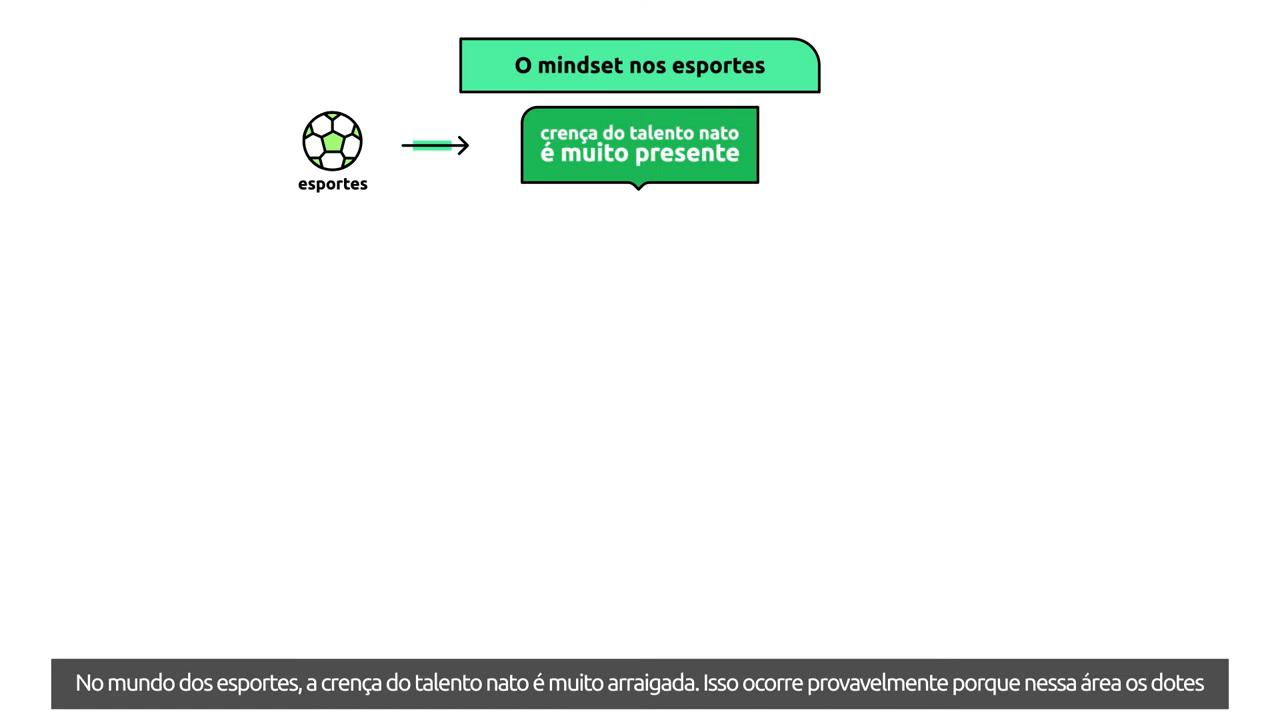 O mindset nos esportes
crença do talento nato
é muito presente
esportes
No mundo dos esportes, a crença do talento nato é muito arraigada. Isso ocorre provavelmente porque nessa área os dotes